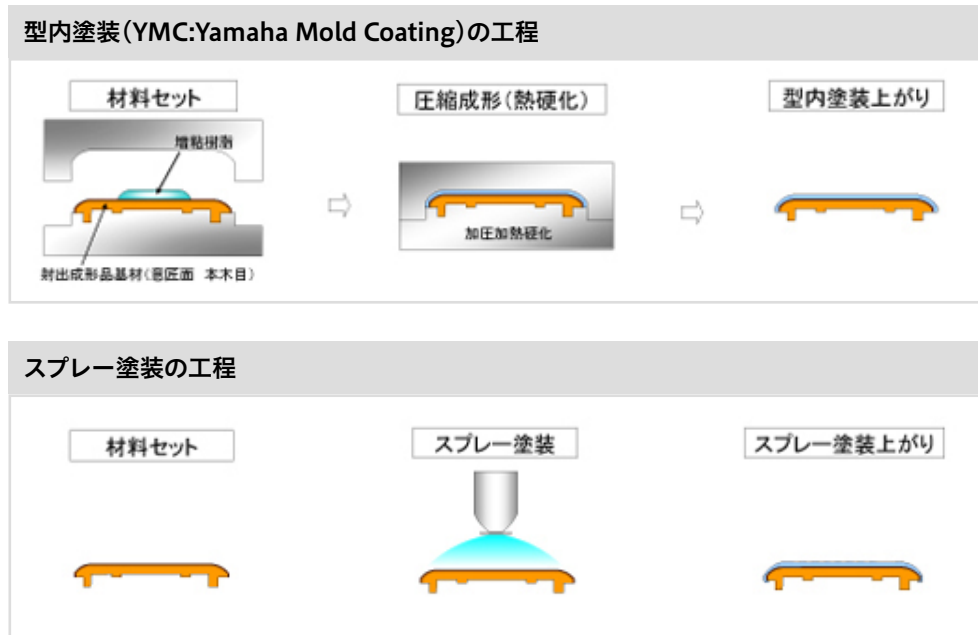 型内塗装(YMC:Yamaha Mold Coating)の工程
材料セット
圧縮成形(熱硬化)
型内塗装上がり
増粘樹脂
加圧加熱硬化
射出成形品基材(意匠面 本木目)
スプレー塗装の工程
材料セット
スプレー塗装
スプレー塗装上がり